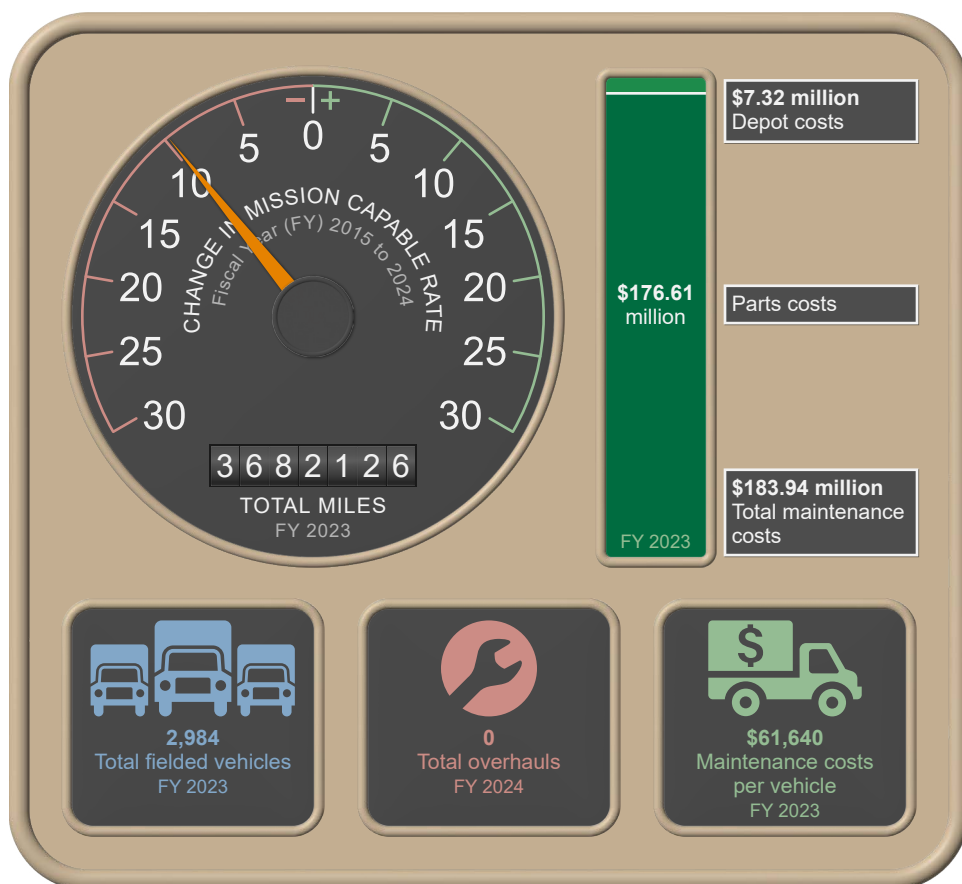 − +
0
5
5
10
10
15
15
20
20
25
25
30
30
CHANGE IN MISSION CAPABLE RATE
Fiscal Year (FY) 2015 to 2024
3682126
TOTAL MILES
FY 2023
$7.32 million
Depot costs
$176.61
million
Parts costs
$183.94 million
Total maintenance
costs
FY 2023
2,984
Total fielded vehicles
FY 2023
0
Total overhauls
FY 2024
$
$61,640
Maintenance costs
per vehicle
FY 2023